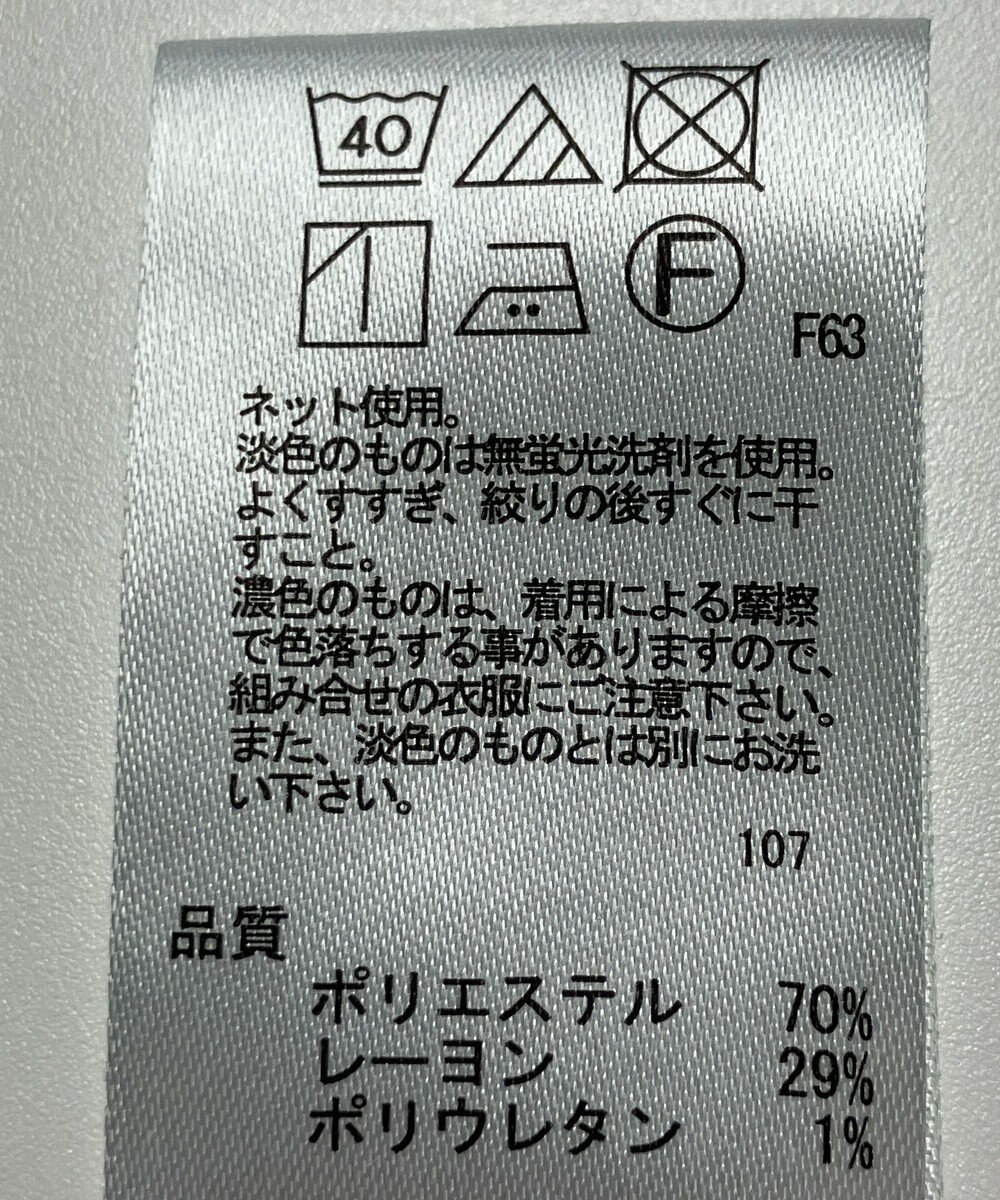 40
F
F63
ネット使用。
淡色のものは無蛍光洗剤を使用。
よくすすぎ、絞りの後すぐに干
すこと。
濃色のものは、着用による摩擦
で色落ちする事がありますので、
組み合せの衣服にご注意下さい。
また、淡色のものとは別にお洗
い下さい。
107
品質
ポリエステル 70%
レーヨン 29%
ポリウレタン 1%